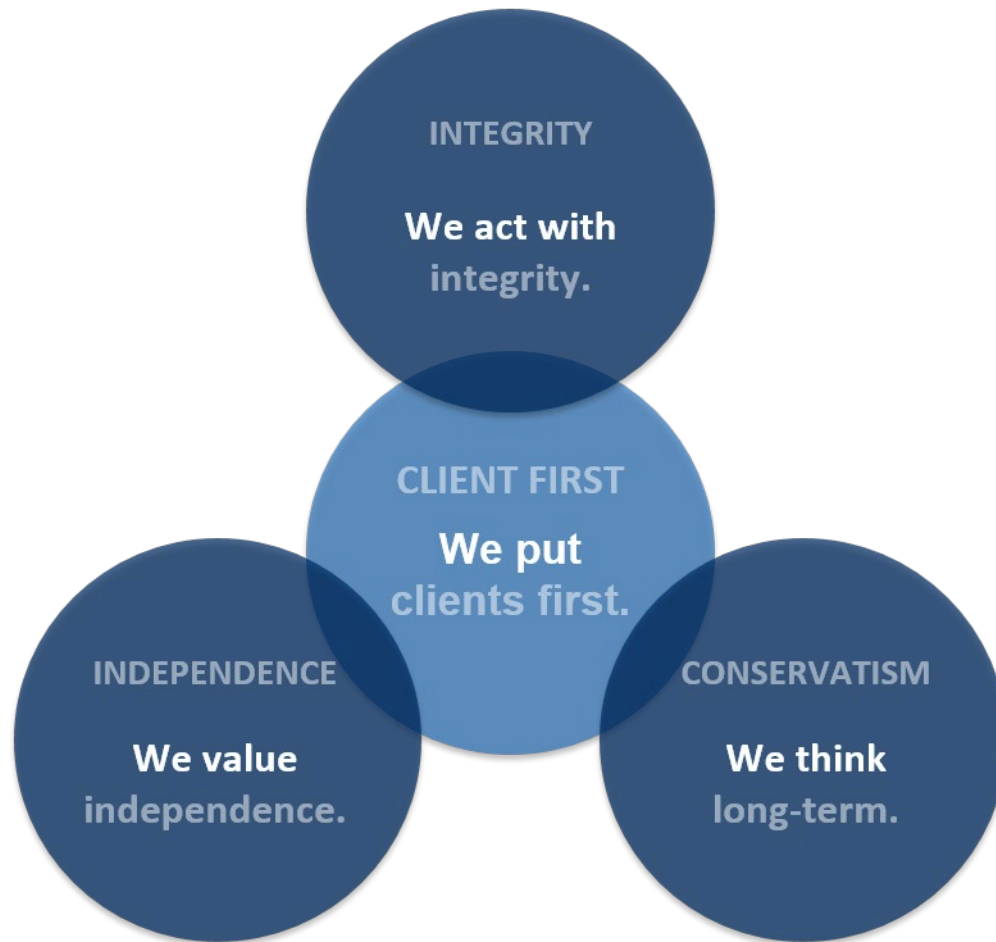 INTEGRITY
We act with
integrity.
CLIENT FIRST
We put
clients first.
INDEPENDENCE
We value
independence.
CONSERVATISM
We think
long-term.